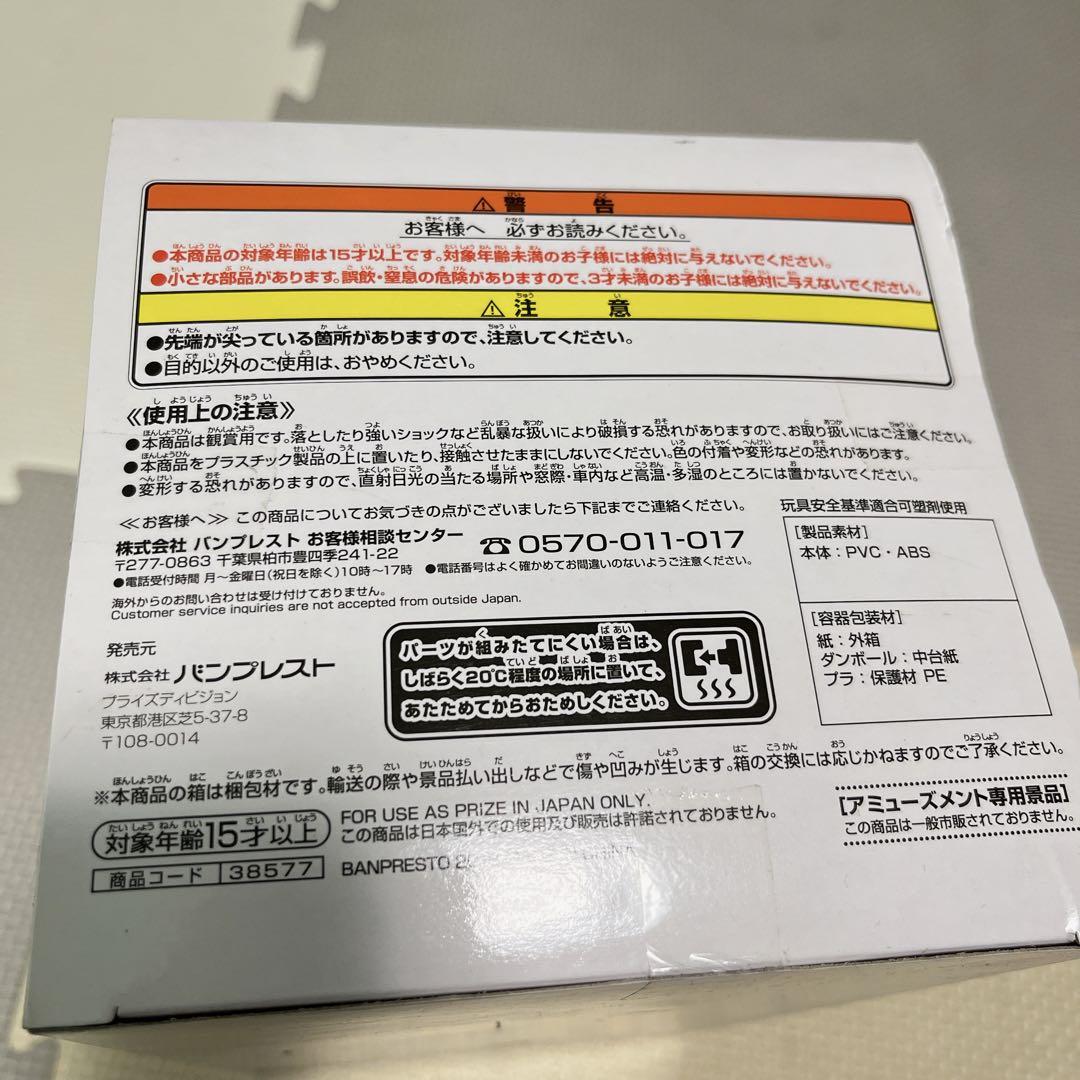 ⚠ 警告
お客様へ 必ずお読みください。
●本商品の対象年齢は15才以上です。対象年齢未満のお子様には絶対に与えないでください。
●小さな部品があります。誤飲・窒息の危険がありますので、3才未満のお子様には絶対に与えないでください。
⚠ 注意
●先端が尖っている箇所がありますので、注意してください。
●目的以外のご使用は、おやめください。
《使用上の注意》
●本商品は観賞用です。落としたり強いショックなど乱暴な扱いにより破損する恐れがありますので、お取り扱いにはご注意ください。
●本商品をプラスチック製品の上に置いたり、接触させたままにしないでください。色の付着や変形などの恐れがあります。
●変形する恐れがありますので、直射日光の当たる場所や窓際・車内など高温・多湿のところには置かないでください。
≪お客様へ≫ この商品についてお気づきの点がございましたら下記までご連絡ください。
株式会社 バンプレスト お客様相談センター
〒277-0863 千葉県柏市豊四季241-22
☎ 0570-011-017
●電話受付時間 月〜金曜日(祝日を除く)10時〜17時 ●電話番号はよく確かめてお間違いのないようご注意ください。
海外からのお問い合わせは受け付けておりません。
Customer service inquiries are not accepted from outside Japan.
玩具安全基準適合可塑剤使用
[製品素材]
本体：PVC・ABS
[容器包装材]
紙：外箱
ダンボール：中台紙
プラ：保護材 PE
発売元
株式会社 バンプレスト
プライズディビジョン
東京都港区芝5-37-8
〒108-0014
パーツが組みたてにくい場合は、
しばらく20℃程度の場所に置いて、
あたためてからおためしください。
※本商品の箱は梱包材です。輸送の際や景品払い出しなどで傷や凹みが生じます。箱の交換には応じかねますのでご了承ください。
対象年齢15才以上
FOR USE AS PRIZE IN JAPAN ONLY.
この商品は日本国外での使用及び販売は許諾されておりません。
[アミューズメント専用景品]
この商品は一般市販されておりません。
商品コード 38577
BANPRESTO